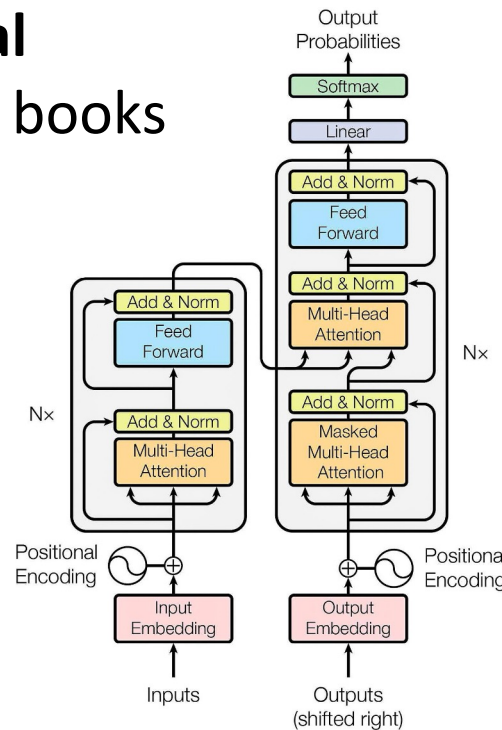 al
books
Output
Probabilities
Softmax
Linear
Add & Norm
Feed
Forward
Add & Norm
Multi-Head
Attention
Add & Norm
Masked
Multi-Head
Attention
Nx
Add & Norm
Feed
Forward
Add & Norm
Multi-Head
Attention
Nx
Positional
Encoding
Positiona
Encoding
Input
Embedding
Output
Embedding
Inputs
Outputs
(shifted right)